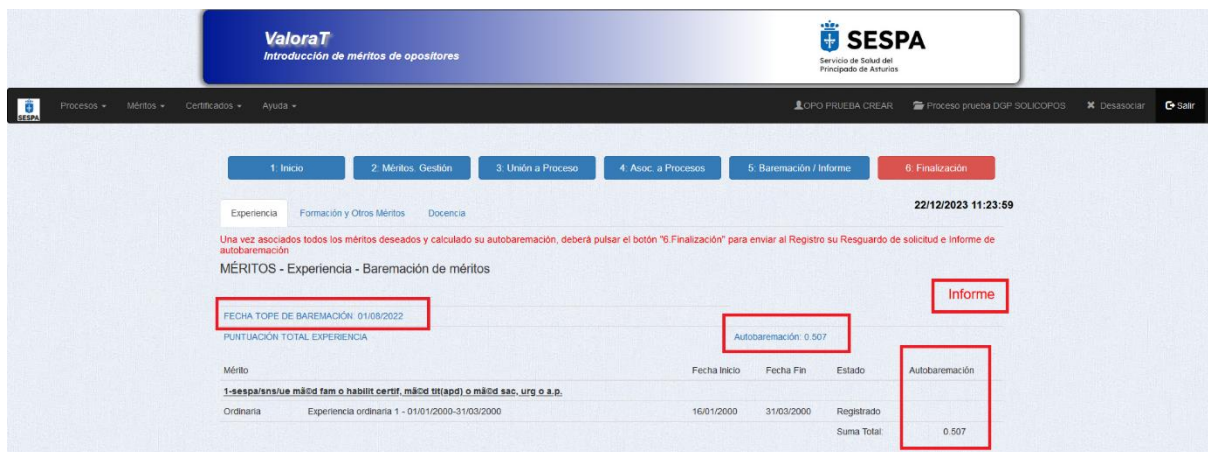 ValoraT
Introducción de méritos de opositores
SESPA
Servicio de Salud del
Principado de Asturias
SESPA
Procesos Méritos Certificados Ayuda OPO PRUEBA CREAR Proceso prueba DGP SOLICOPOS Desasociar Salir
1: Inicio 2: Méritos. Gestión 3: Unión a Proceso 4: Asoc. a Procesos 5: Baremación / Informe 6: Finalización
22/12/2023 11:23:59
Experiencia Formación y Otros Méritos Docencia
Una vez asociados todos los méritos deseados y calculado su autobaremación, deberá pulsar el botón "6.Finalización" para enviar al Registro su Resguardo de solicitud e Informe de
autobaremación
MÉRITOS - Experiencia - Baremación de méritos
Informe
FECHA TOPE DE BAREMACIÓN: 01/08/2022
PUNTUACIÓN TOTAL EXPERIENCIA Autobaremación: 0.507
Mérito Fecha Inicio Fecha Fin Estado Autobaremación
1-sespa/sns/ue mã©d fam o habilit certif, mã©d tit(apd) o mã©d sac, urg o a.p.
Ordinaria Experiencia ordinaria 1 - 01/01/2000-31/03/2000 16/01/2000 31/03/2000 Registrado
Suma Total: 0.507